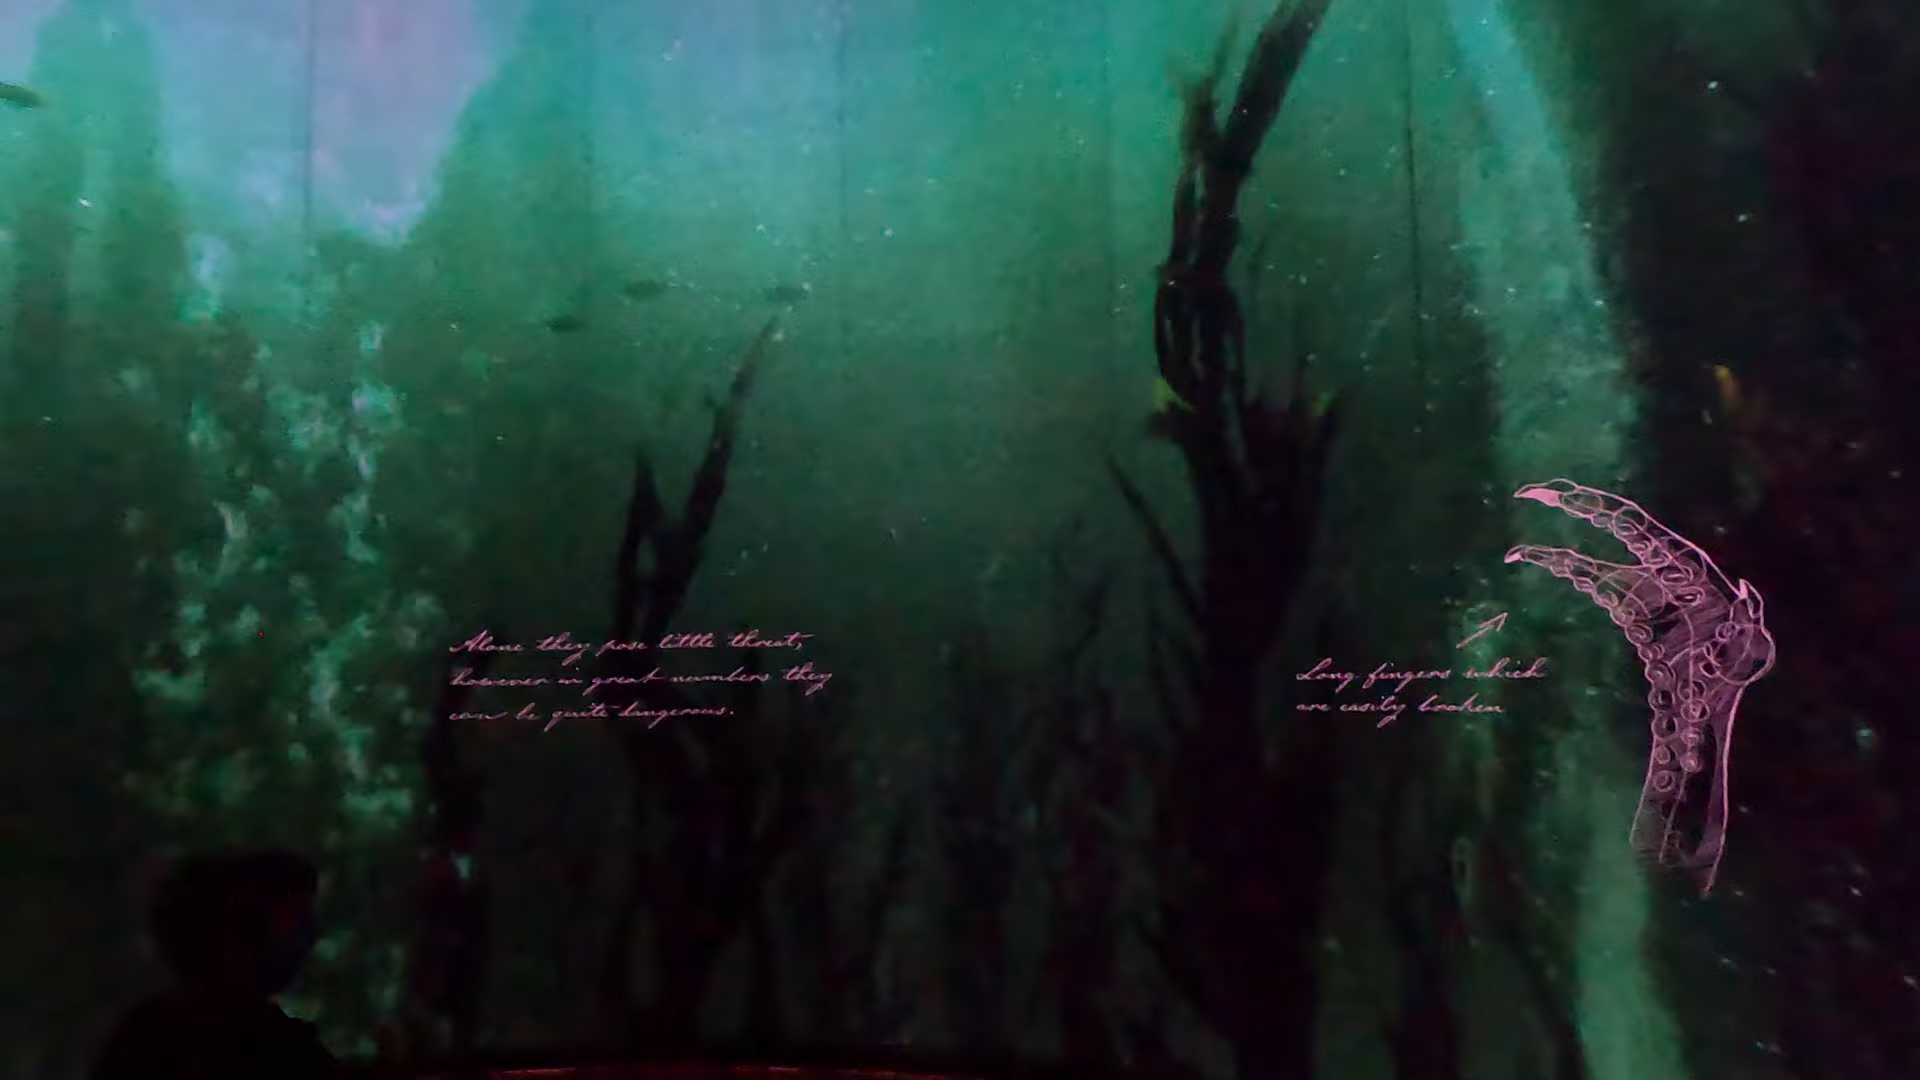 Alone they pose little threat,
however in great numbers they
can be quite dangerous.
Long fingers which
are easily broken